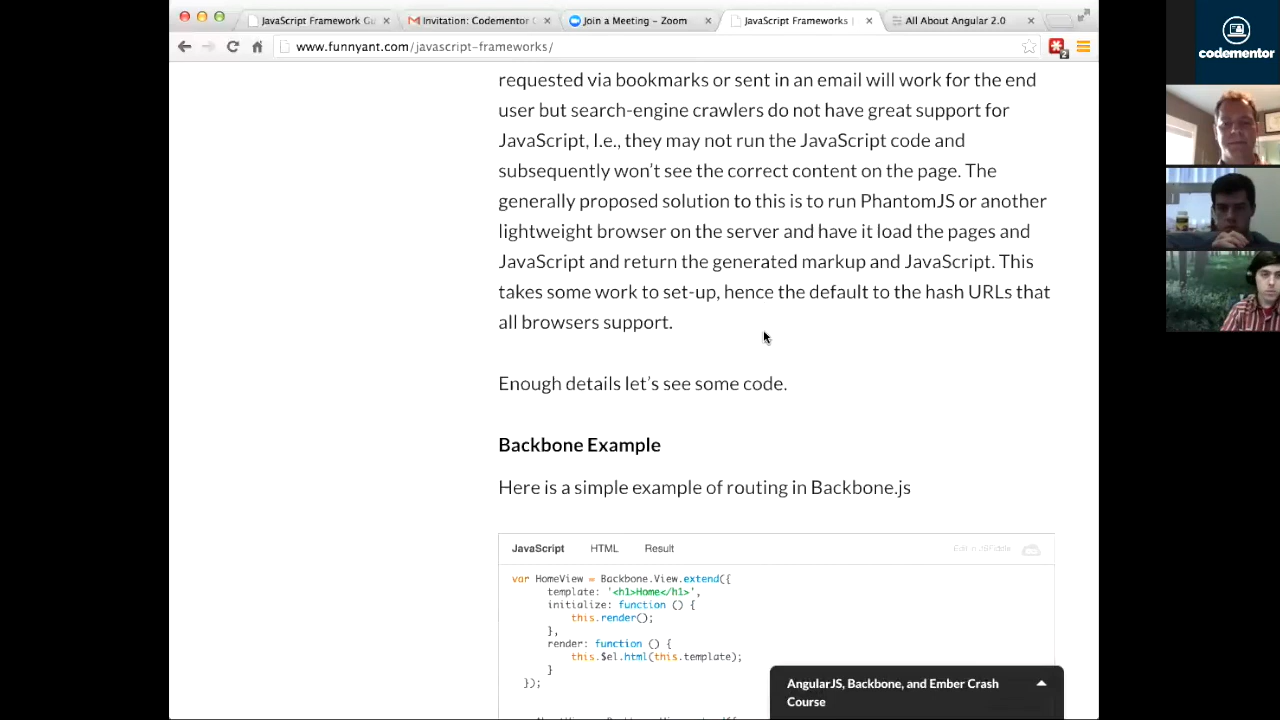 JavaScript Framework Gu
Invitation: Codementor
Join a Meeting – Zoom
JavaScript Frameworks |
All About Angular 2.0
www.funnyant.com/javascript-frameworks/
2
codementor
requested via bookmarks or sent in an email will work for the end
user but search-engine crawlers do not have great support for
JavaScript, I.e., they may not run the JavaScript code and
subsequently won't see the correct content on the page. The
generally proposed solution to this is to run PhantomJS or another
lightweight browser on the server and have it load the pages and
JavaScript and return the generated markup and JavaScript. This
takes some work to set-up, hence the default to the hash URLs that
all browsers support.
Enough details let's see some code.
Backbone Example
Here is a simple example of routing in Backbone.js
JavaScript HTML Result Edit in JSFiddle
var HomeView = Backbone.View.extend({
template: '<h1>Home</h1>',
initialize: function () {
this.render();
},
render: function () {
this.$el.html(this.template);
}
});
AngularJS, Backbone, and Ember Crash
Course